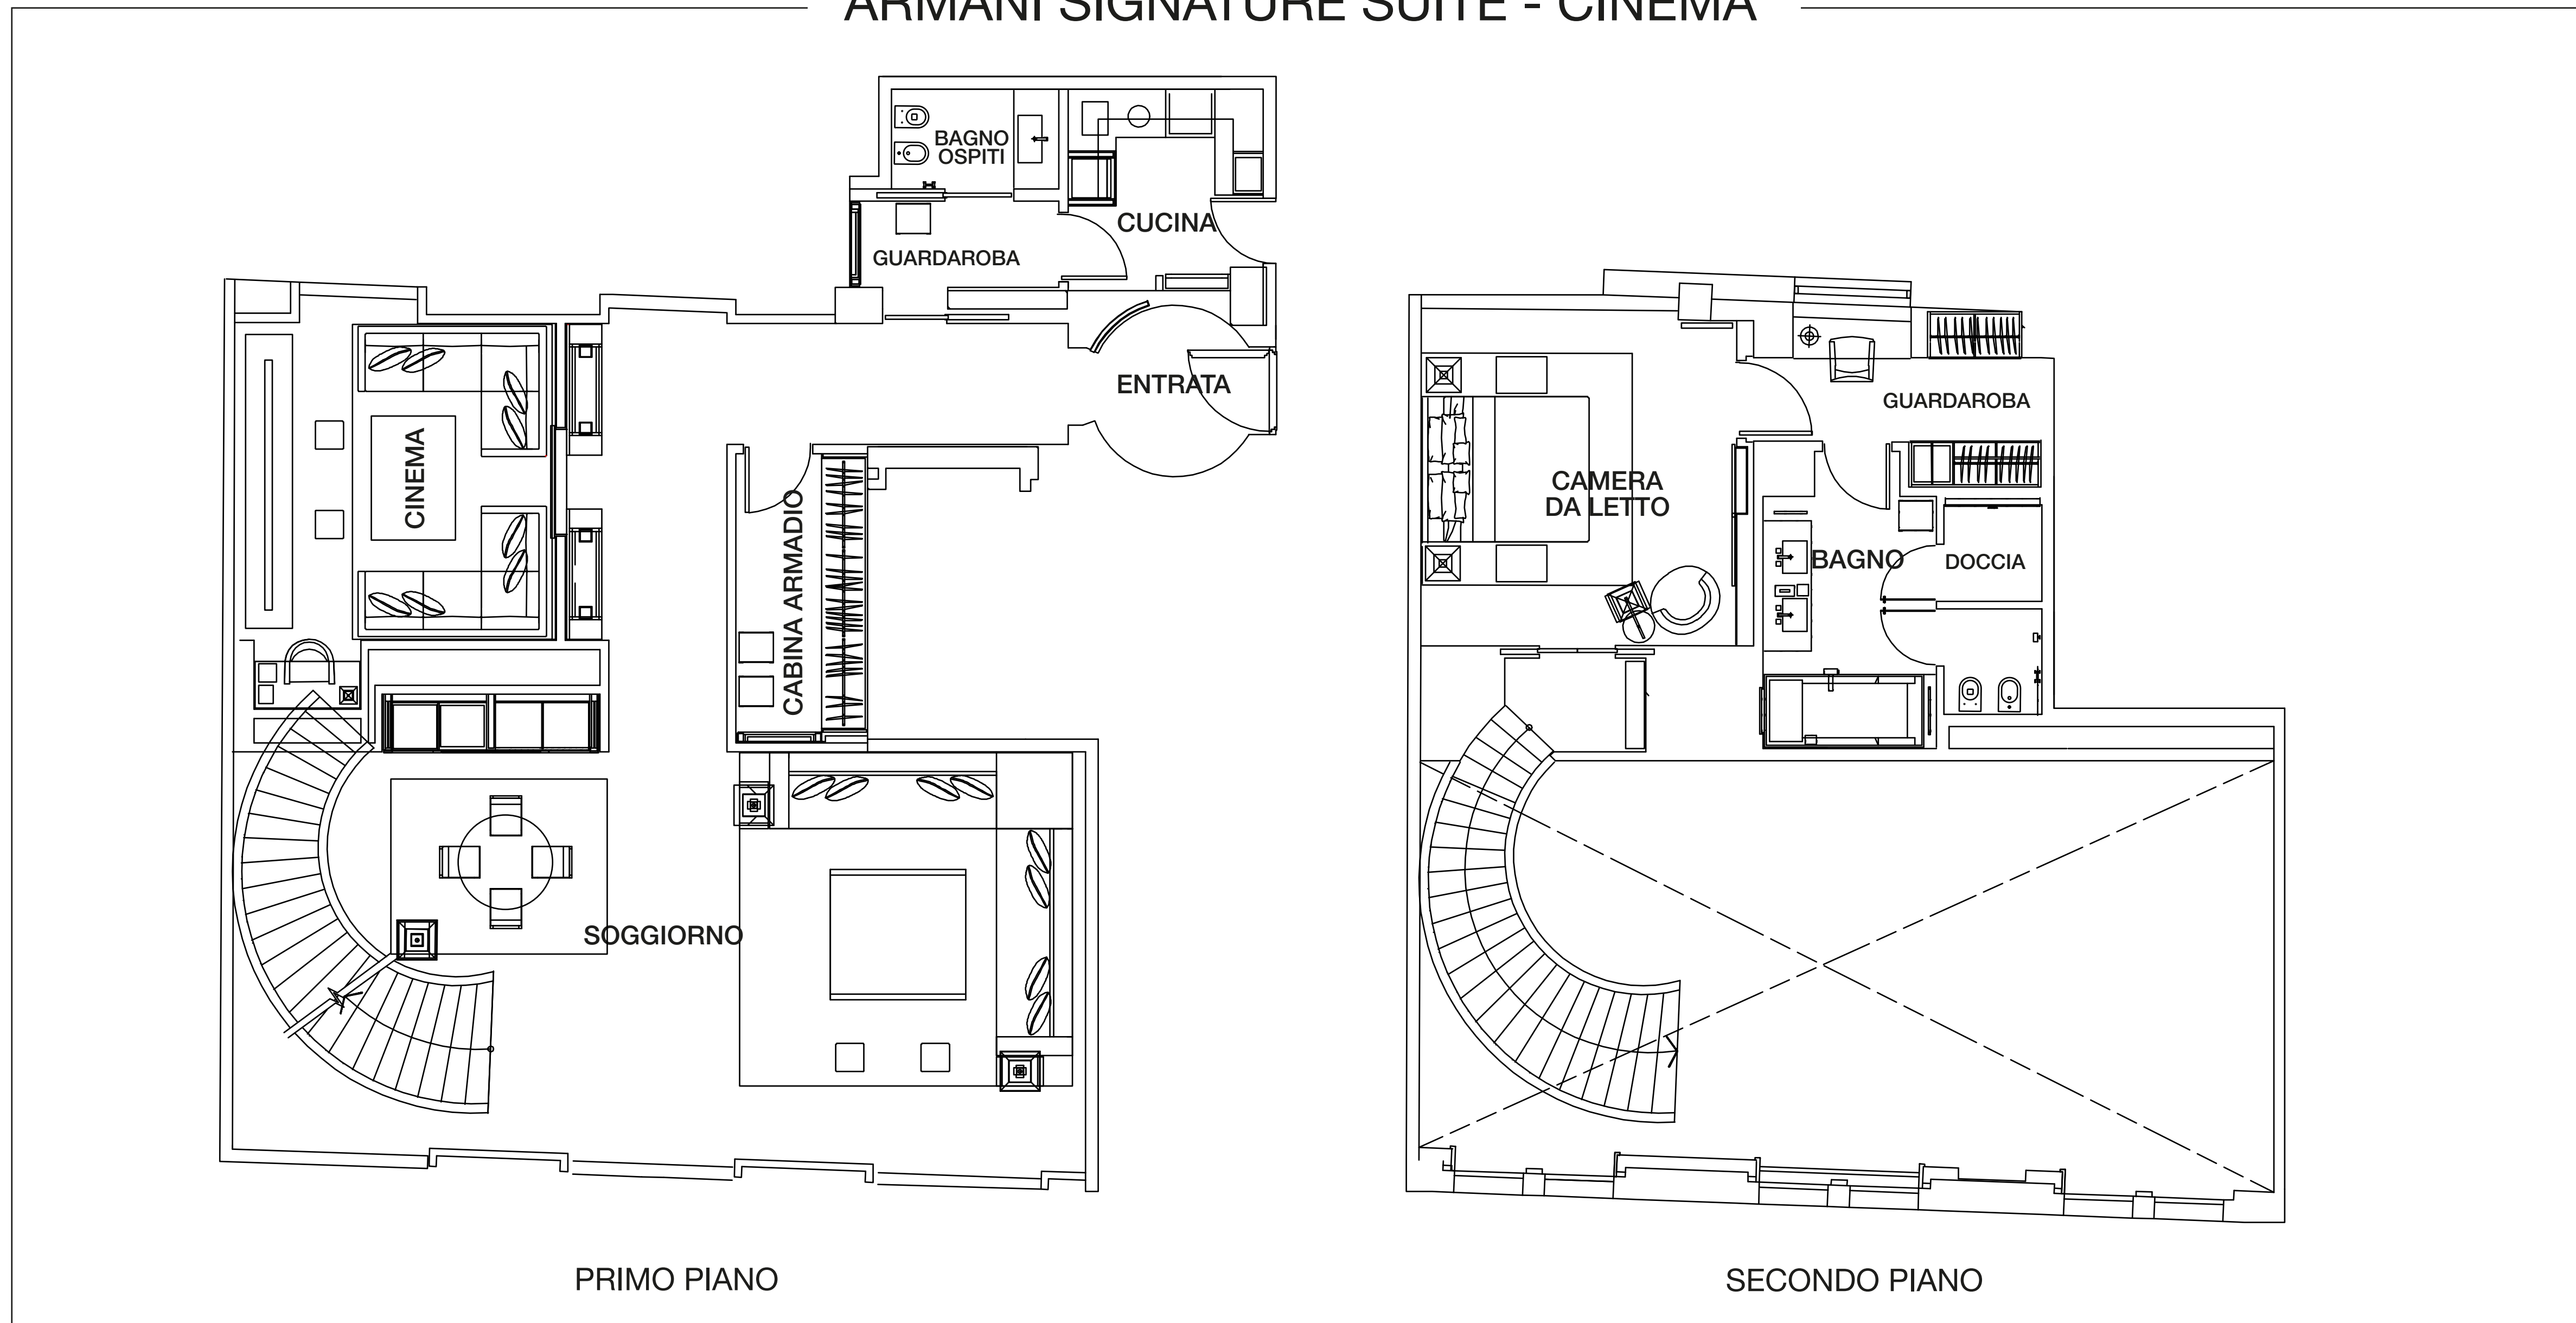 ARMANI SIGNATURE SUITE - CINEMA
BAGNO
OSPITI
CUCINA
GUARDAROBA
ENTRATA
CINEMA
CABINA ARMADIO
SOGGIORNO
PRIMO PIANO
GUARDAROBA
CAMERA
DA LETTO
BAGNO
DOCCIA
SECONDO PIANO